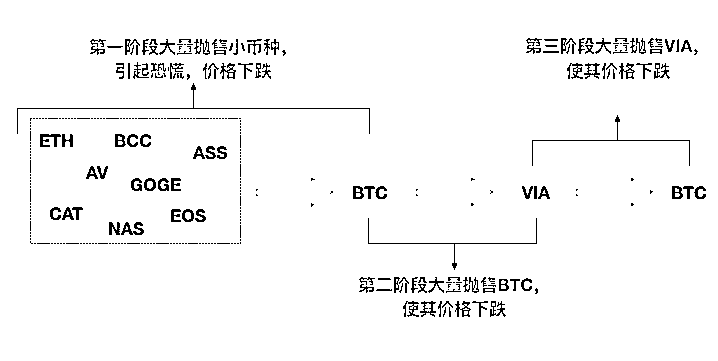 第一阶段大量抛售小币种，
引起恐慌，价格下跌
第三阶段大量抛售VIA，
使其价格下跌
ETH BCC ASS
AV GOGE
CAT NAS EOS
BTC VIA BTC
第二阶段大量抛售BTC，
使其价格下跌